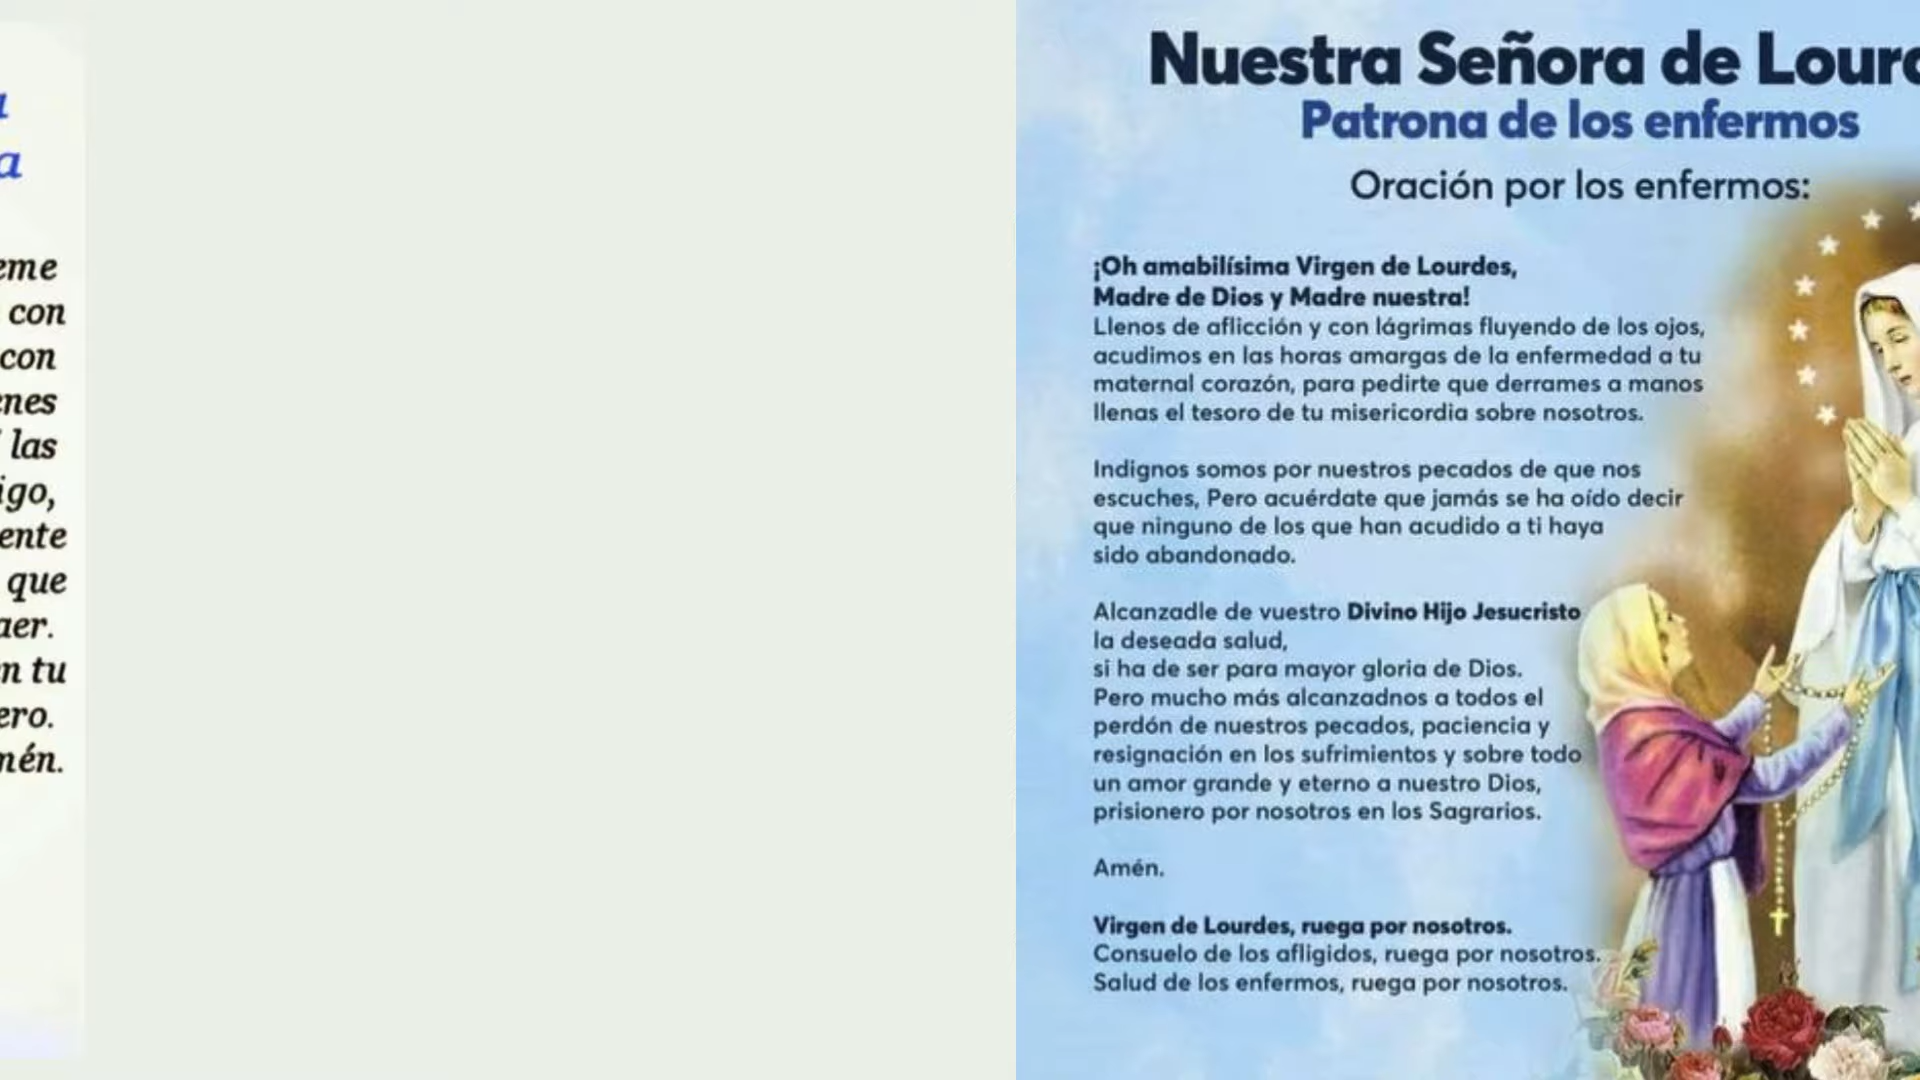 con
con
las
que
tu
Nuestra Señora de
Patrona de los enfermos
Oración por los enfermos:
¡Oh amabilísima Virgen de Lourdes,
Madre de Dios y Madre nuestra!
Llenos de aflicción y con lágrimas fluyendo de los ojos,
acudimos en las horas amargas de la enfermedad a tu
maternal corazón, para pedirte que derrames a manos
llenas el tesoro de tu misericordia sobre nosotros.
Indignos somos por nuestros pecados de que nos
escuches, Pero acuérdate que jamás se ha oído decir
que ninguno de los que han acudido a ti haya
sido abandonado.
Alcanzadle de vuestro Divino Hijo Jesucristo
la deseada salud,
si ha de ser para mayor gloria de Dios.
Pero mucho más alcanzadnos a todos el
perdón de nuestros pecados, paciencia y
resignación en los sufrimientos y sobre todo
un amor grande y eterno a nuestro Dios,
prisionero por nosotros en los Sagrarios.
Amén.
Virgen de Lourdes, ruega por nosotros.
Consuelo de los afligidos, ruega por nosotros.
Salud de los enfermos, ruega por nosotros.